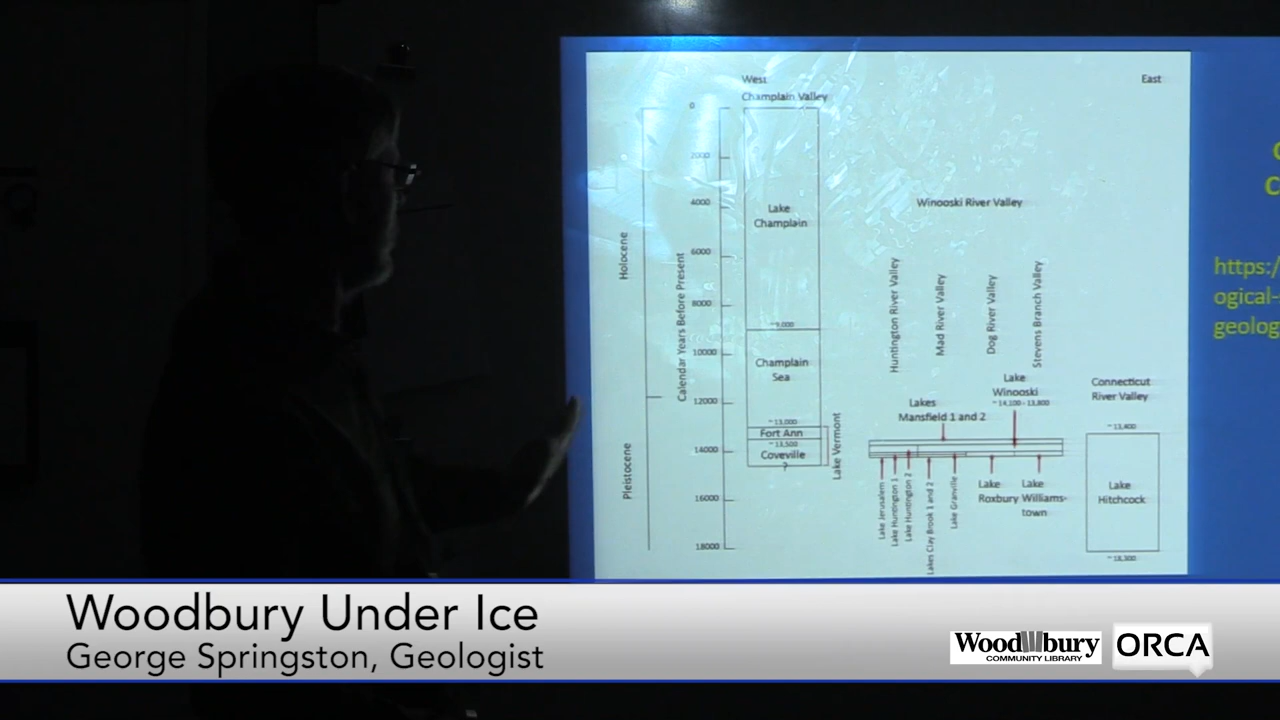 West
East
Champlain Valley
0
2000
4000
6000
8000
10000
12000
14000
16000
18000
Holocene
Pleistocene
Calendar Years Before Present
Lake
Champlain
~9,000
Champlain
Sea
~13,000
Fort Ann
~13,500
Coveville
?
Lake Vermont
Winooski River Valley
Huntington River Valley
Mad River Valley
Dog River Valley
Stevens Branch Valley
Lakes
Mansfield 1 and 2
Lake
Winooski
~14,100 - 13,800
Lake Jerusalem
Lake Huntington 1
Lake Huntington 2
Lakes Clay Brook 1 and 2
Lake Granville
Lake
Roxbury
Lake
Williams-
town
Connecticut
River Valley
~13,400
Lake
Hitchcock
~18,300
https:/
ogical-
geolog
Woodbury Under Ice
George Springston, Geologist
Woodbury
COMMUNITY LIBRARY
ORCA